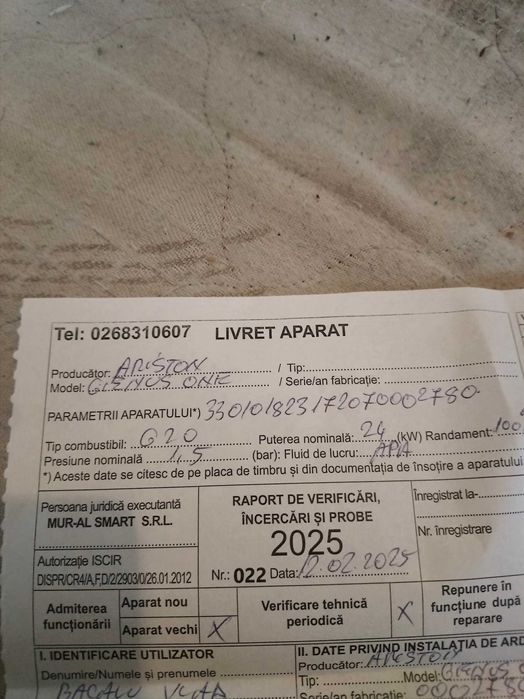 Tel: 0268310607 LIVRET APARAT
Producător: ARISTON / Tip:
Model: GENUS ONE / Serie/an fabricație:
PARAMETRII APARATULUI*) 330101823172070002780
Tip combustibil: G20 Puterea nominală: 24 (kW) Randament: 100
Presiune nominală 1,5 (bar): Fluid de lucru: APA
*) Aceste date se citesc de pe placa de timbru și din documentația de însoțire a aparatului
Persoana juridică executantă
MUR-AL SMART S.R.L.
Autorizație ISCIR
DISPR/CR4/A,F,D/2/2903/0/26.01.2012
RAPORT DE VERIFICĂRI,
ÎNCERCĂRI ȘI PROBE
2025
Nr.: 022 Data: 12.02.2025
Înregistrat la
Nr. înregistrare
Admiterea
funcționării
Aparat nou
Aparat vechi X
Verificare tehnică
periodică
X
Repunere în
funcțiune după
reparare
I. IDENTIFICARE UTILIZATOR
Denumire/Numele și prenumele
II. DATE PRIVIND INSTALAȚIA DE ARD
Producător: ARISTON
Tip: Model: GENUS
Serie/an fabricație